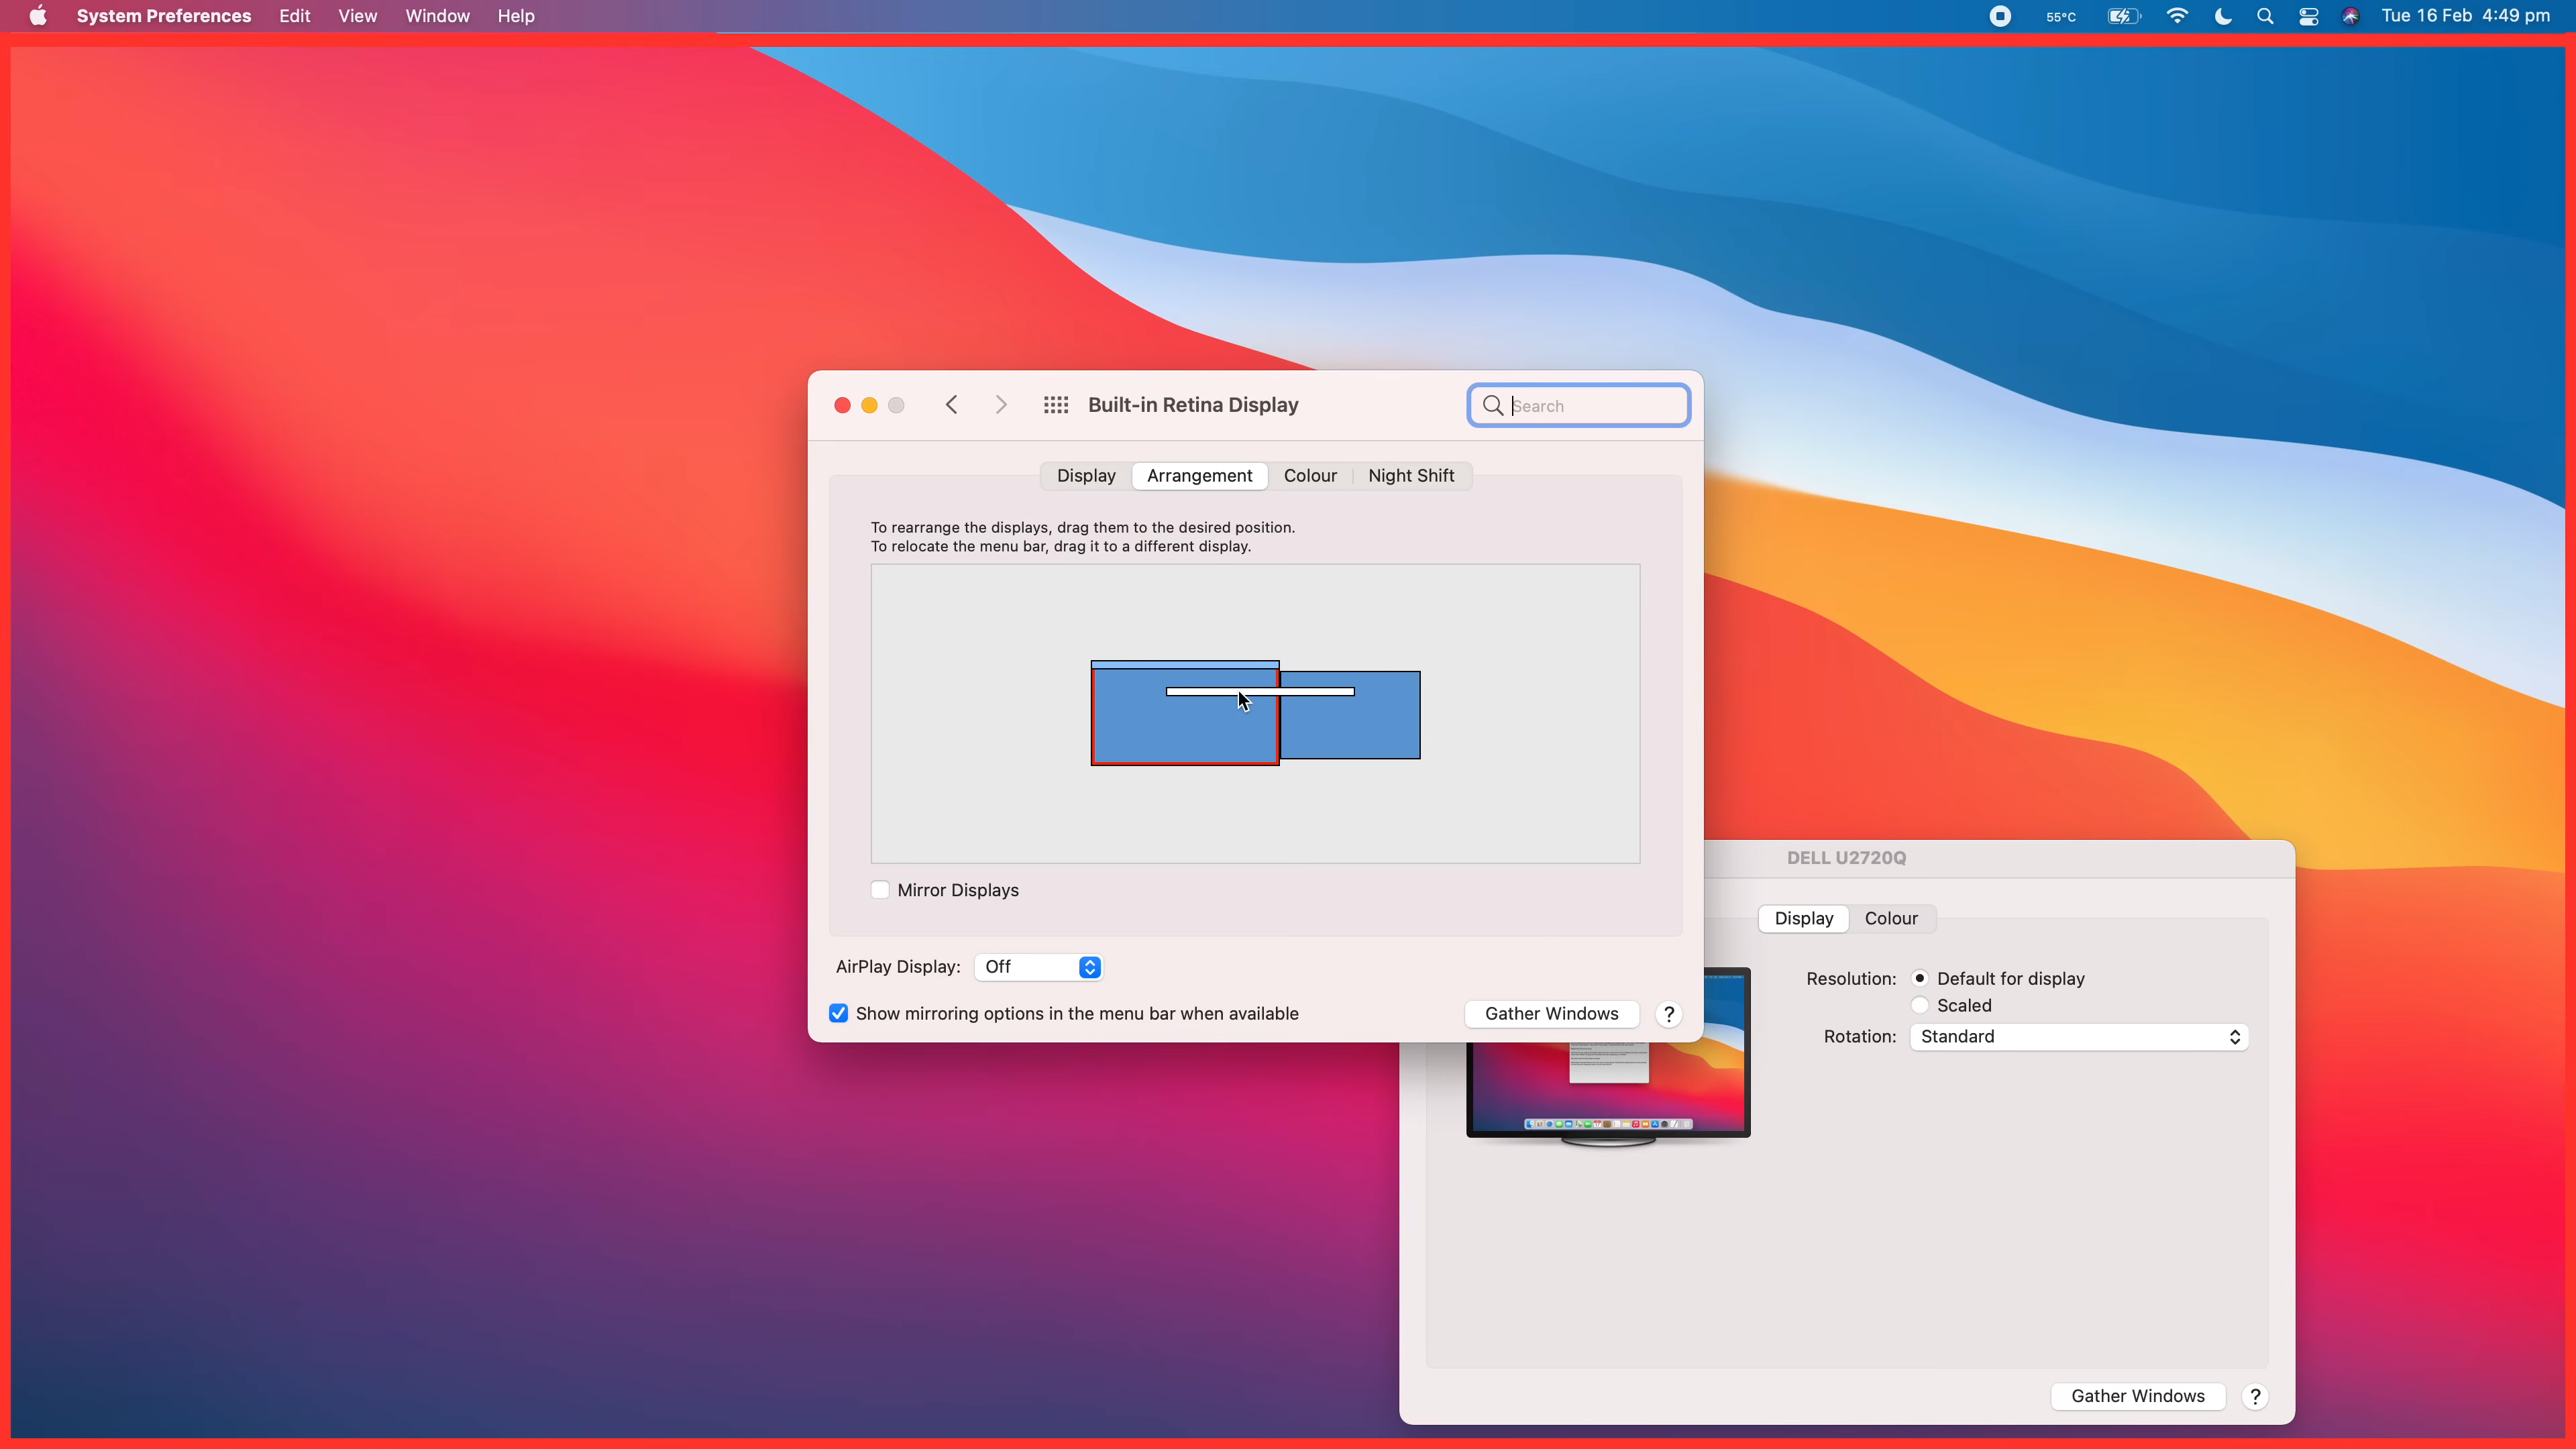 System Preferences Edit View Window Help
55°C
Tue 16 Feb 4:49 pm
Built-in Retina Display
Search
Display Arrangement Colour Night Shift
To rearrange the displays, drag them to the desired position.
To relocate the menu bar, drag it to a different display.
Mirror Displays
AirPlay Display: Off
Show mirroring options in the menu bar when available
Gather Windows ?
DELL U2720Q
Display Colour
Resolution: Default for display
Scaled
Rotation: Standard
Gather Windows ?